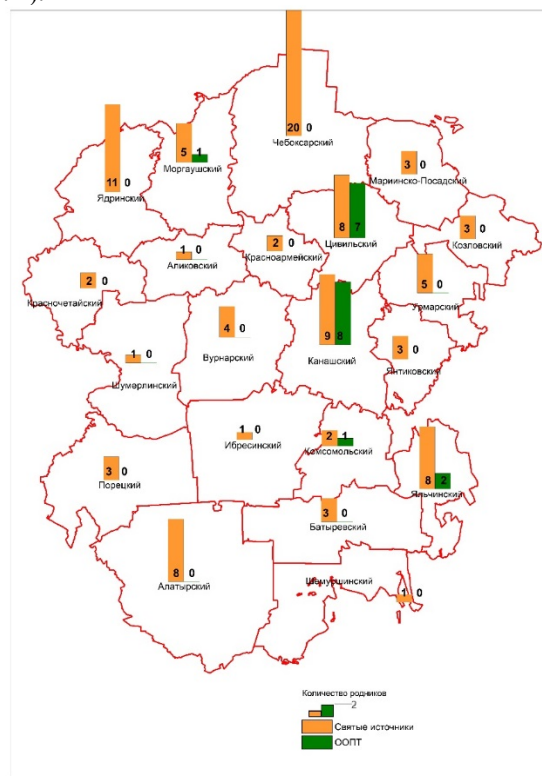 20 0
Чебоксарский
11 0
Ядринский
5 1
Моргаушский
3 0
Мариинско-Посадский
8 7
Цивильский
3 0
Козловский
2 0
Красноармейский
1 0
Аликовский
2 0
Красночетайский
5 0
Урмарский
9 8
Канашский
4 0
Вурнарский
3 0
Янтиковский
1 0
Шумерлинский
1 0
Ибресинский
2 1
Комсомольский
3 0
Порецкий
8 2
Яльчикский
3 0
Батыревский
8 0
Алатырский
Шемуршинский
1 0
Количество родников
2
Святые источники
ООПТ